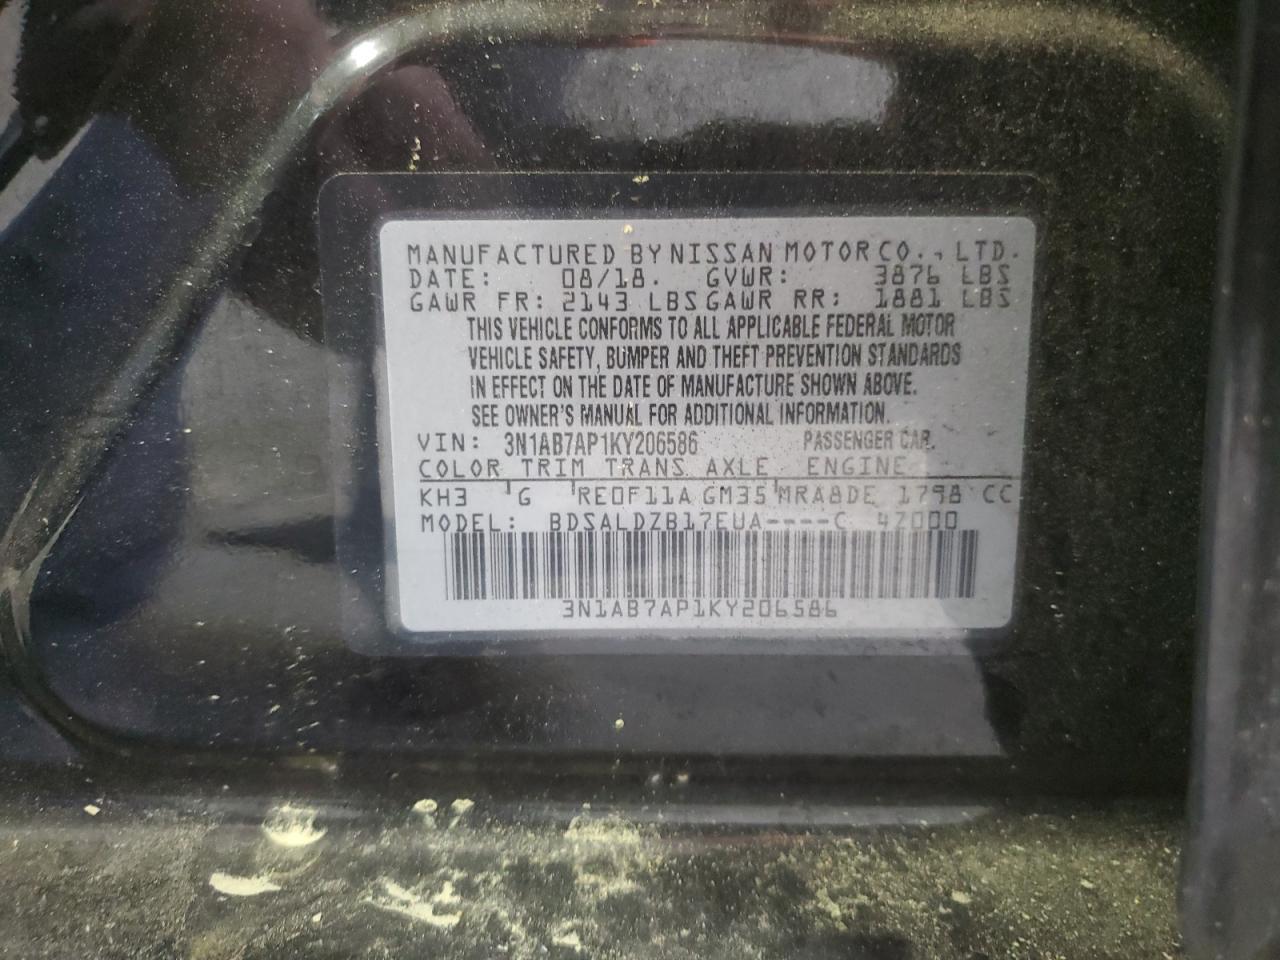 MANUFACTURED BY NISSAN MOTOR CO., LTD.
DATE: 08/18. GVWR: 3876 LBS
GAWR FR: 2143 LBS GAWR RR: 1881 LBS
THIS VEHICLE CONFORMS TO ALL APPLICABLE FEDERAL MOTOR
VEHICLE SAFETY, BUMPER AND THEFT PREVENTION STANDARDS
IN EFFECT ON THE DATE OF MANUFACTURE SHOWN ABOVE.
SEE OWNER'S MANUAL FOR ADDITIONAL INFORMATION.
VIN: 3N1AB7AP1KY206586 PASSENGER CAR.
COLOR TRIM TRANS AXLE ENGINE
KH3 G RE0F11A GM35 MRA8DE 1798 CC
MODEL: BDSALDZB17EUA----C 42000
3N1AB7AP1KY206586